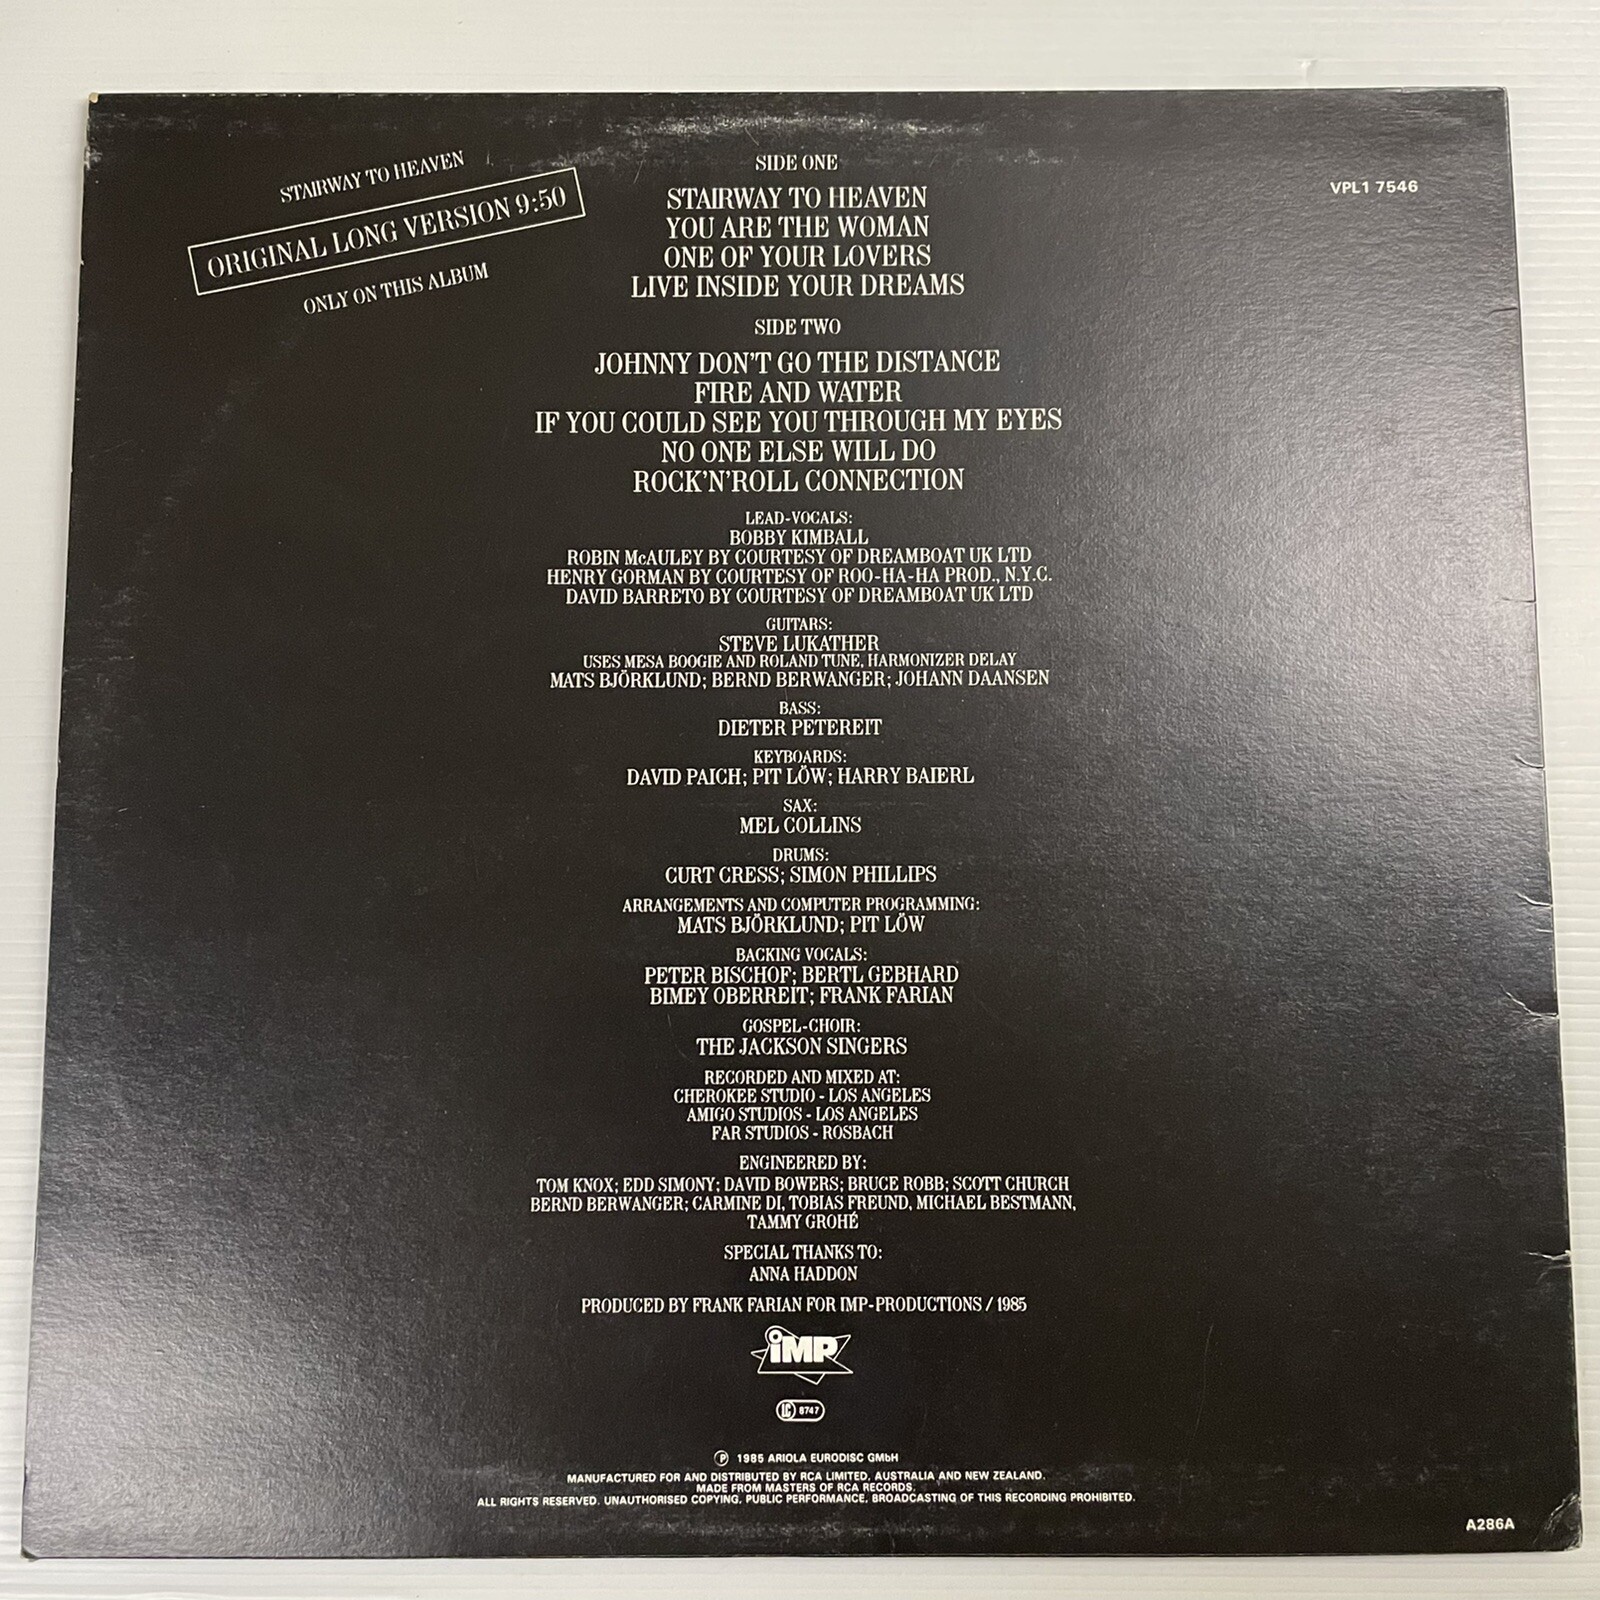 STAIRWAY TO HEAVEN
ORIGINAL LONG VERSION 9:50
ONLY ON THIS ALBUM
VPL1 7546
SIDE ONE
STAIRWAY TO HEAVEN
YOU ARE THE WOMAN
ONE OF YOUR LOVERS
LIVE INSIDE YOUR DREAMS
SIDE TWO
JOHNNY DON'T GO THE DISTANCE
FIRE AND WATER
IF YOU COULD SEE YOU THROUGH MY EYES
NO ONE ELSE WILL DO
ROCK'N'ROLL CONNECTION
LEAD-VOCALS:
BOBBY KIMBALL
ROBIN McAULEY BY COURTESY OF DREAMBOAT UK LTD
HENRY GORMAN BY COURTESY OF ROO-HA-HA PROD., N.Y.C.
DAVID BARRETO BY COURTESY OF DREAMBOAT UK LTD
GUITARS:
STEVE LUKATHER
USES MESA BOOGIE AND ROLAND TUNE, HARMONIZER DELAY
MATS BJÖRKLUND; BERND BERWANGER; JOHANN DAANSEN
BASS:
DIETER PETEREIT
KEYBOARDS:
DAVID PAICH; PIT LÖW; HARRY BAIERL
SAX:
MEL COLLINS
DRUMS:
CURT CRESS; SIMON PHILLIPS
ARRANGEMENTS AND COMPUTER PROGRAMMING:
MATS BJÖRKLUND; PIT LÖW
BACKING VOCALS:
PETER BISCHOF; BERTL GEBHARD
BIMEY OBERREIT; FRANK FARIAN
GOSPEL-CHOIR:
THE JACKSON SINGERS
RECORDED AND MIXED AT:
CHEROKEE STUDIO - LOS ANGELES
AMIGO STUDIOS - LOS ANGELES
FAR STUDIOS - ROSBACH
ENGINEERED BY:
TOM KNOX; EDD SIMONY; DAVID BOWERS; BRUCE ROBB; SCOTT CHURCH
BERND BERWANGER; CARMINE DI, TOBIAS FREUND, MICHAEL BESTMANN,
TAMMY GROHÉ
SPECIAL THANKS TO:
ANNA HADDON
PRODUCED BY FRANK FARIAN FOR IMP-PRODUCTIONS / 1985
iMP
LC 8747
Ⓟ 1985 ARIOLA EURODISC GMbH
MANUFACTURED FOR AND DISTRIBUTED BY RCA LIMITED, AUSTRALIA AND NEW ZEALAND.
MADE FROM MASTERS OF RCA RECORDS.
ALL RIGHTS RESERVED. UNAUTHORISED COPYING, PUBLIC PERFORMANCE, BROADCASTING OF THIS RECORDING PROHIBITED.
A286A